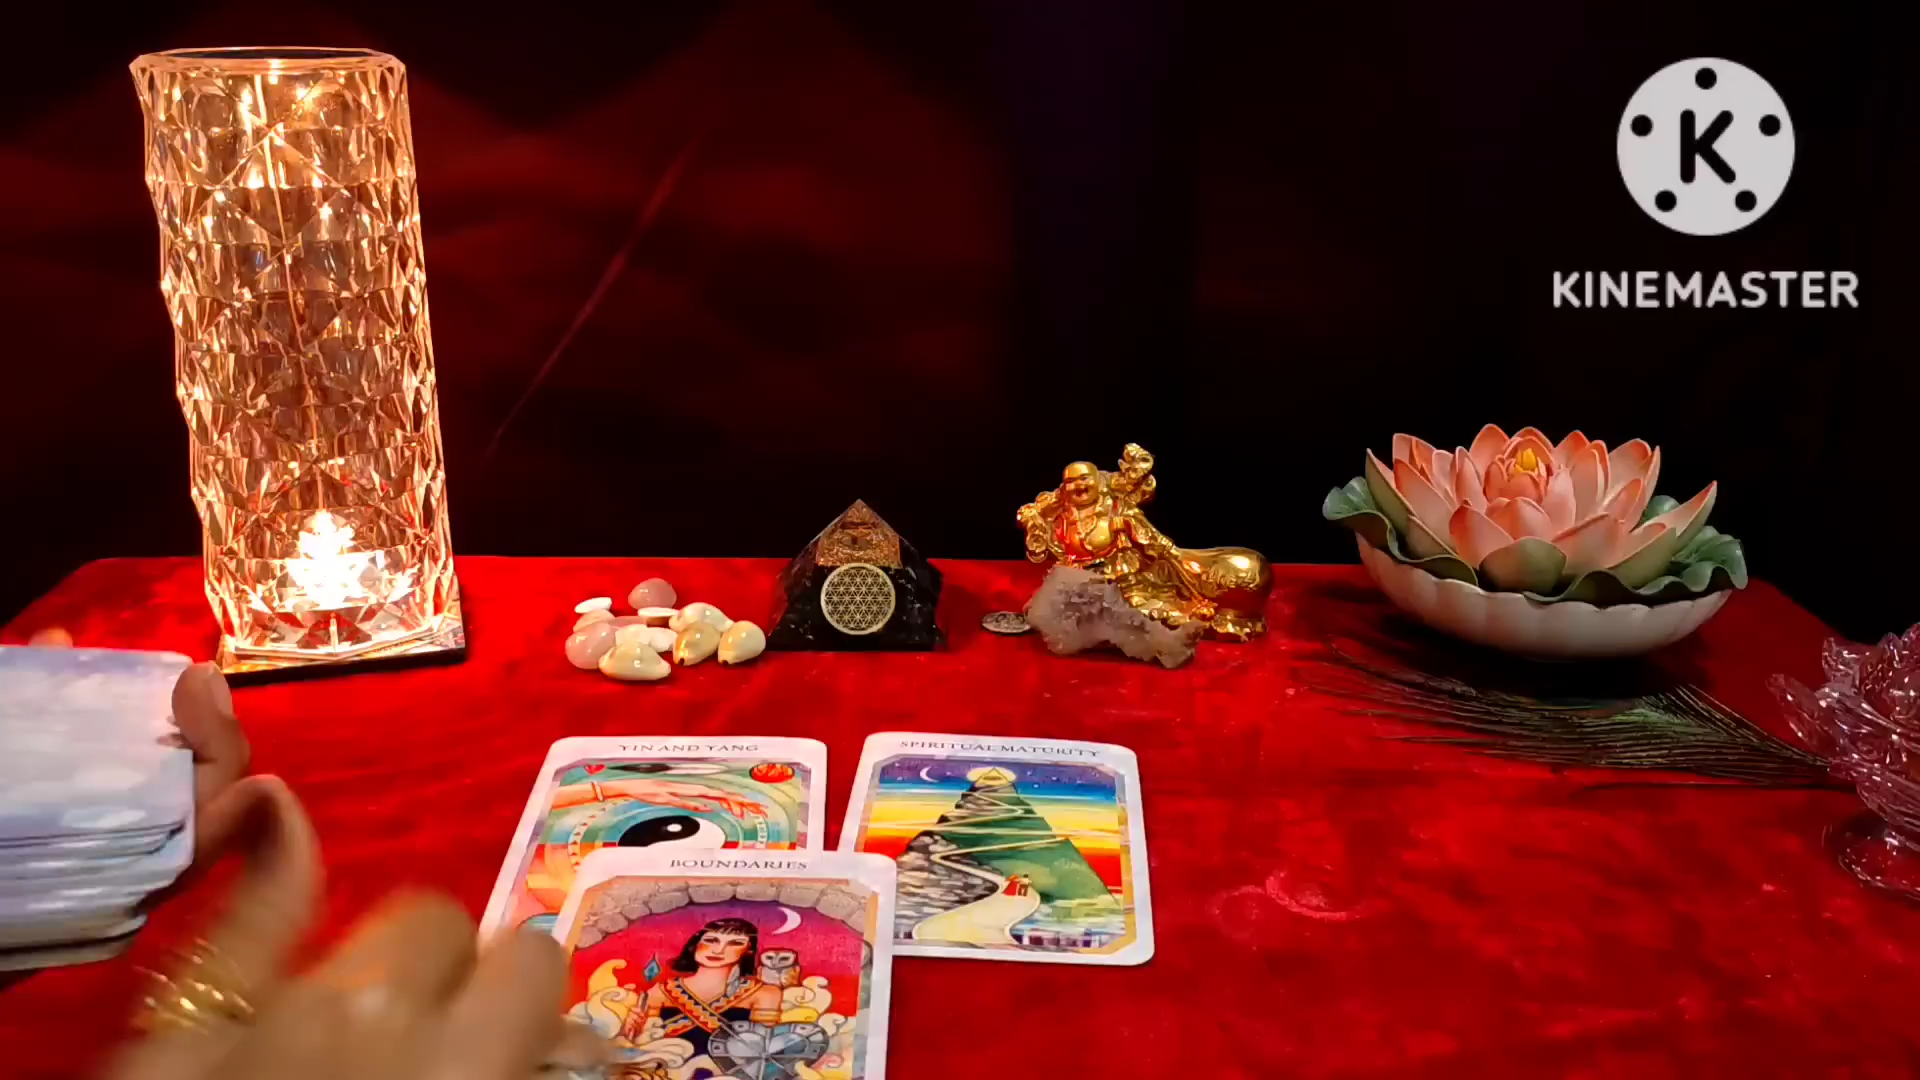 K
KINEMASTER
YIN AND YANG
SPIRITUAL MATURITY
BOUNDARIES